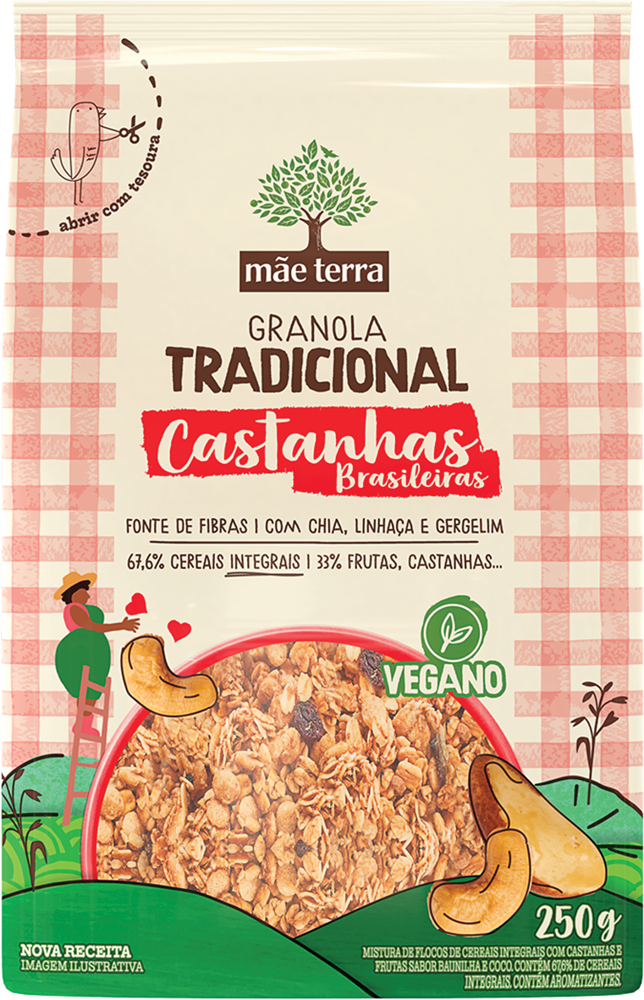 abrir com tesoura
mãe terra
GRANOLA
TRADICIONAL
Castanhas
Brasileiras
FONTE DE FIBRAS | COM CHIA, LINHAÇA E GERGELIM
67,6% CEREAIS INTEGRAIS | 33% FRUTAS, CASTANHAS...
VEGANO
250g
NOVA RECEITA
IMAGEM ILUSTRATIVA
MISTURA DE FLOCOS DE CEREAIS INTEGRAIS COM CASTANHAS E
FRUTAS SABOR BAUNILHA E COCO. CONTÉM 67,6% DE CEREAIS
INTEGRAIS. CONTÉM AROMATIZANTES.